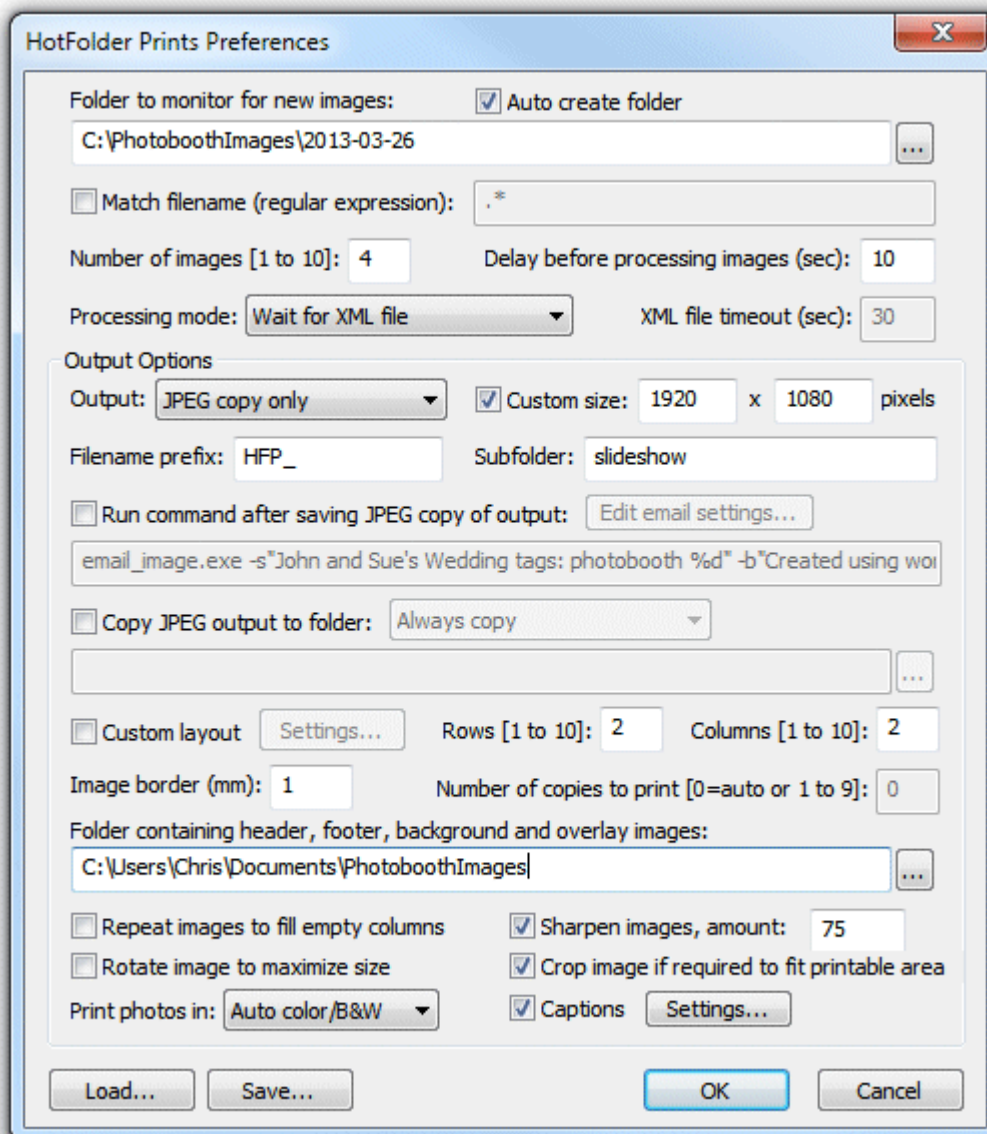 HotFolder Prints Preferences
Folder to monitor for new images: Auto create folder
C:\PhotoboothImages\2013-03-26 ...
Match filename (regular expression): .*
Number of images [1 to 10]: 4 Delay before processing images (sec): 10
Processing mode: Wait for XML file XML file timeout (sec): 30
Output Options
Output: JPEG copy only Custom size: 1920 x 1080 pixels
Filename prefix: HFP_ Subfolder: slideshow
Run command after saving JPEG copy of output: Edit email settings...
email_image.exe -s"John and Sue's Wedding tags: photobooth %d" -b"Created using wor
Copy JPEG output to folder: Always copy
...
Custom layout Settings... Rows [1 to 10]: 2 Columns [1 to 10]: 2
Image border (mm): 1 Number of copies to print [0=auto or 1 to 9]: 0
Folder containing header, footer, background and overlay images:
C:\Users\Chris\Documents\PhotoboothImages ...
Repeat images to fill empty columns Sharpen images, amount: 75
Rotate image to maximize size Crop image if required to fit printable area
Print photos in: Auto color/B&W Captions Settings...
Load... Save... OK Cancel